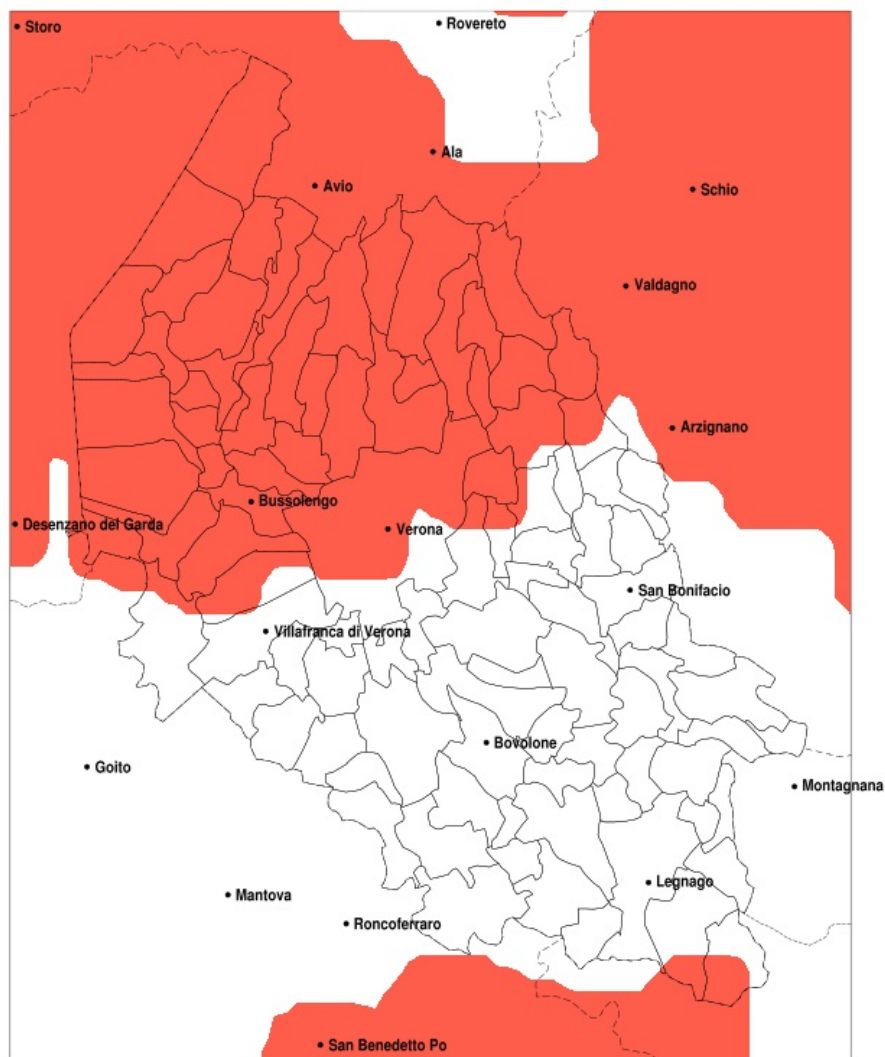 Storo
Rovereto
Ala
Avio
Schio
Valdagno
Arzignano
Bussolengo
Desenzano del Garda
Verona
San Bonifacio
Villafranca di Verona
Bovolone
Goito
Montagnana
Legnago
Mantova
Roncoferraro
San Benedetto Po